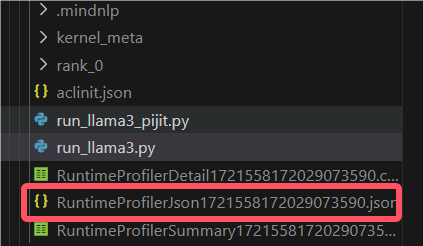 .mindnlp
kernel_meta
rank_0
aclinit.json
run_llama3_pijit.py
run_llama3.py
RuntimeProfilerDetail1721558172029073590.c...
RuntimeProfilerJson1721558172029073590.json
RuntimeProfilerSummary17215581720290735...